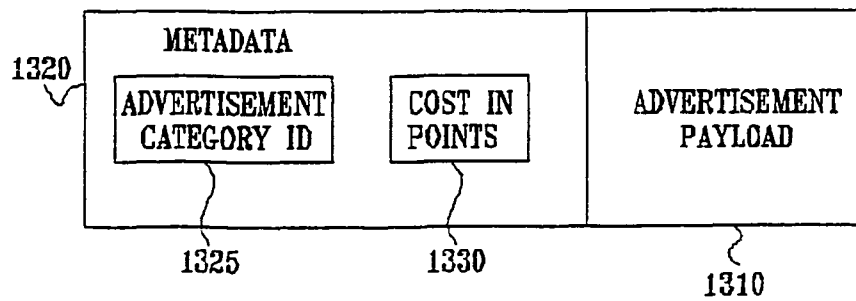 METADATA
1320
ADVERTISEMENT
CATEGORY ID
COST IN
POINTS
ADVERTISEMENT
PAYLOAD
1325
1330
1310